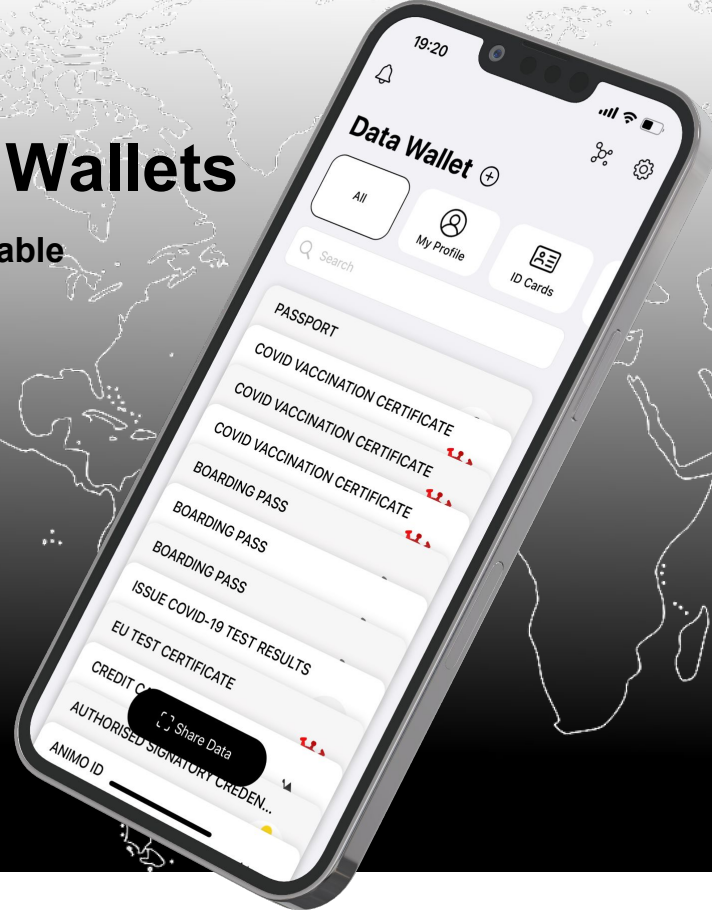 Wallets
able
19:20
Data Wallet
All
My Profile
ID Cards
Search
PASSPORT
COVID VACCINATION CERTIFICATE
COVID VACCINATION CERTIFICATE
COVID VACCINATION CERTIFICATE
BOARDING PASS
BOARDING PASS
BOARDING PASS
ISSUE COVID-19 TEST RESULTS
EU TEST CERTIFICATE
CREDIT
Share Data
AUTHORISED SIGNATORY CREDEN...
ANIMO ID